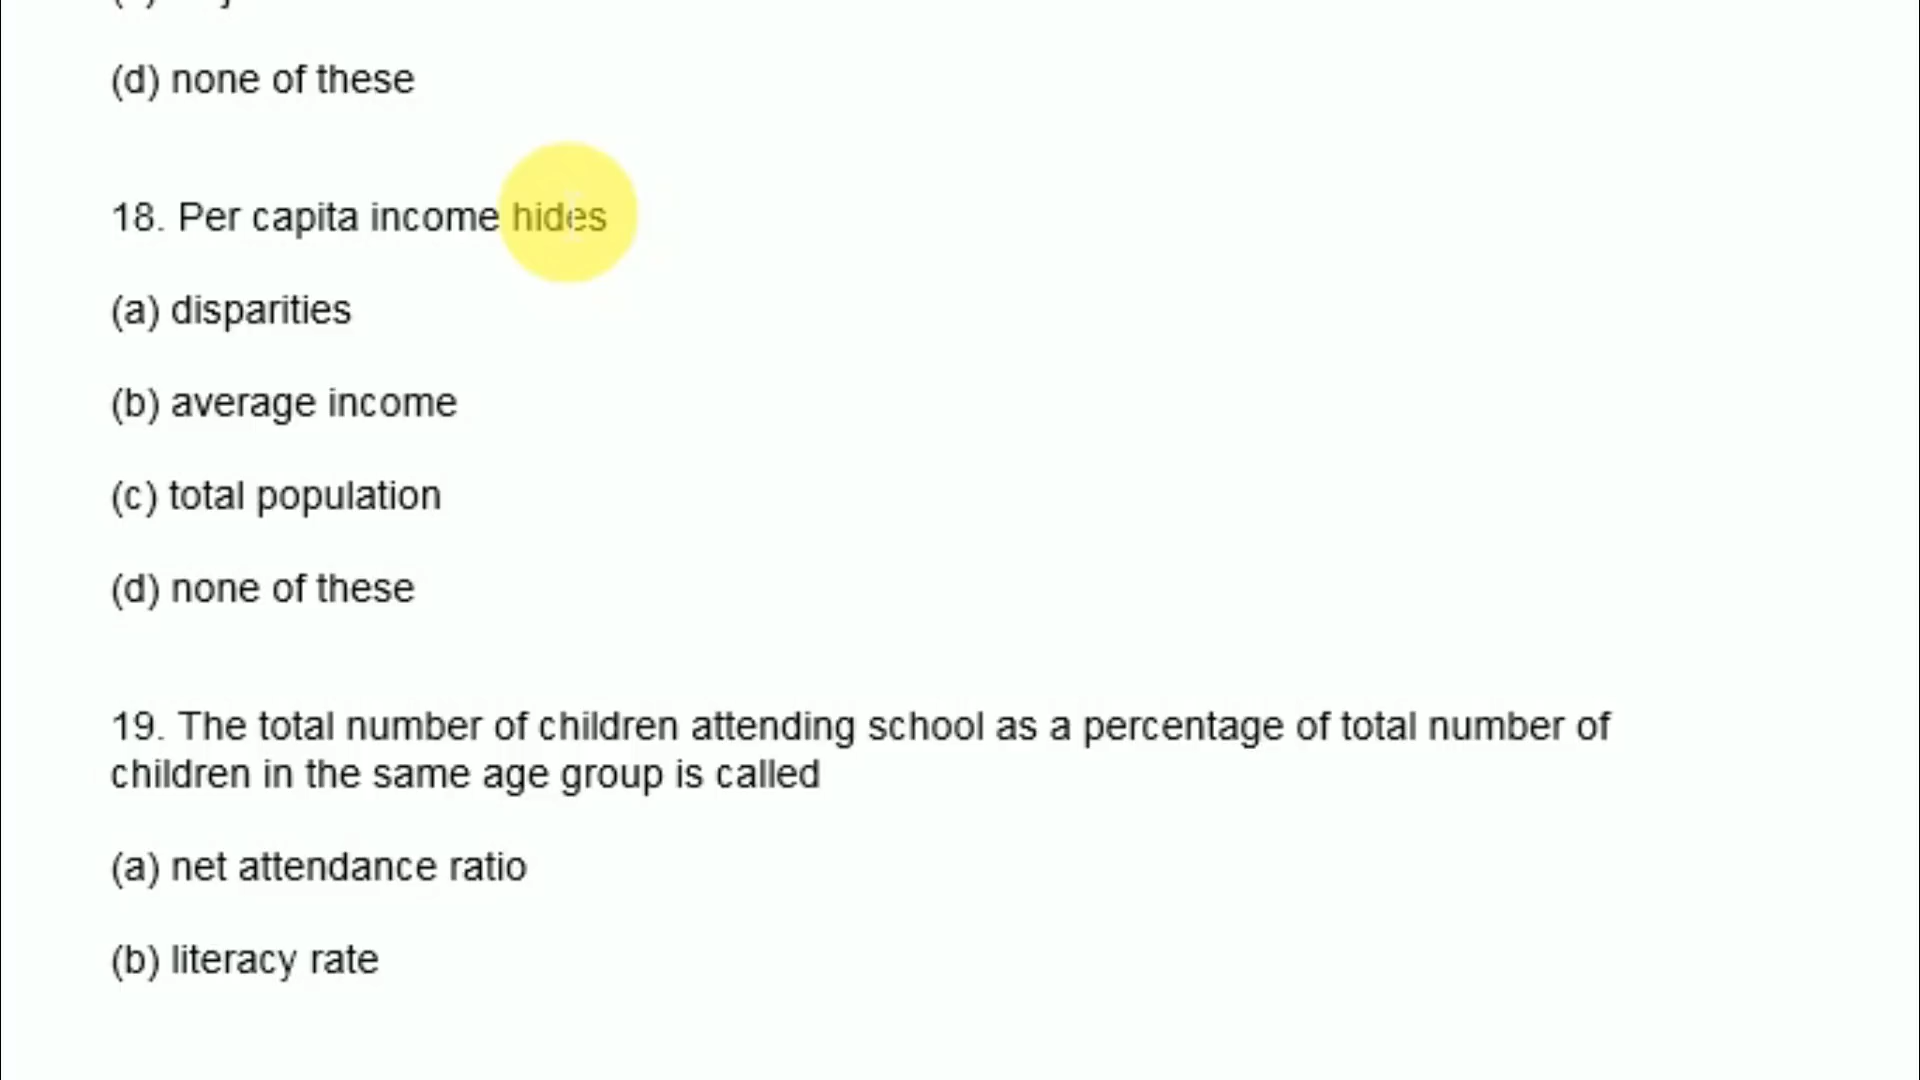 (d) none of these
18. Per capita income hides
(a) disparities
(b) average income
(c) total population
(d) none of these
19. The total number of children attending school as a percentage of total number of
children in the same age group is called
(a) net attendance ratio
(b) literacy rate